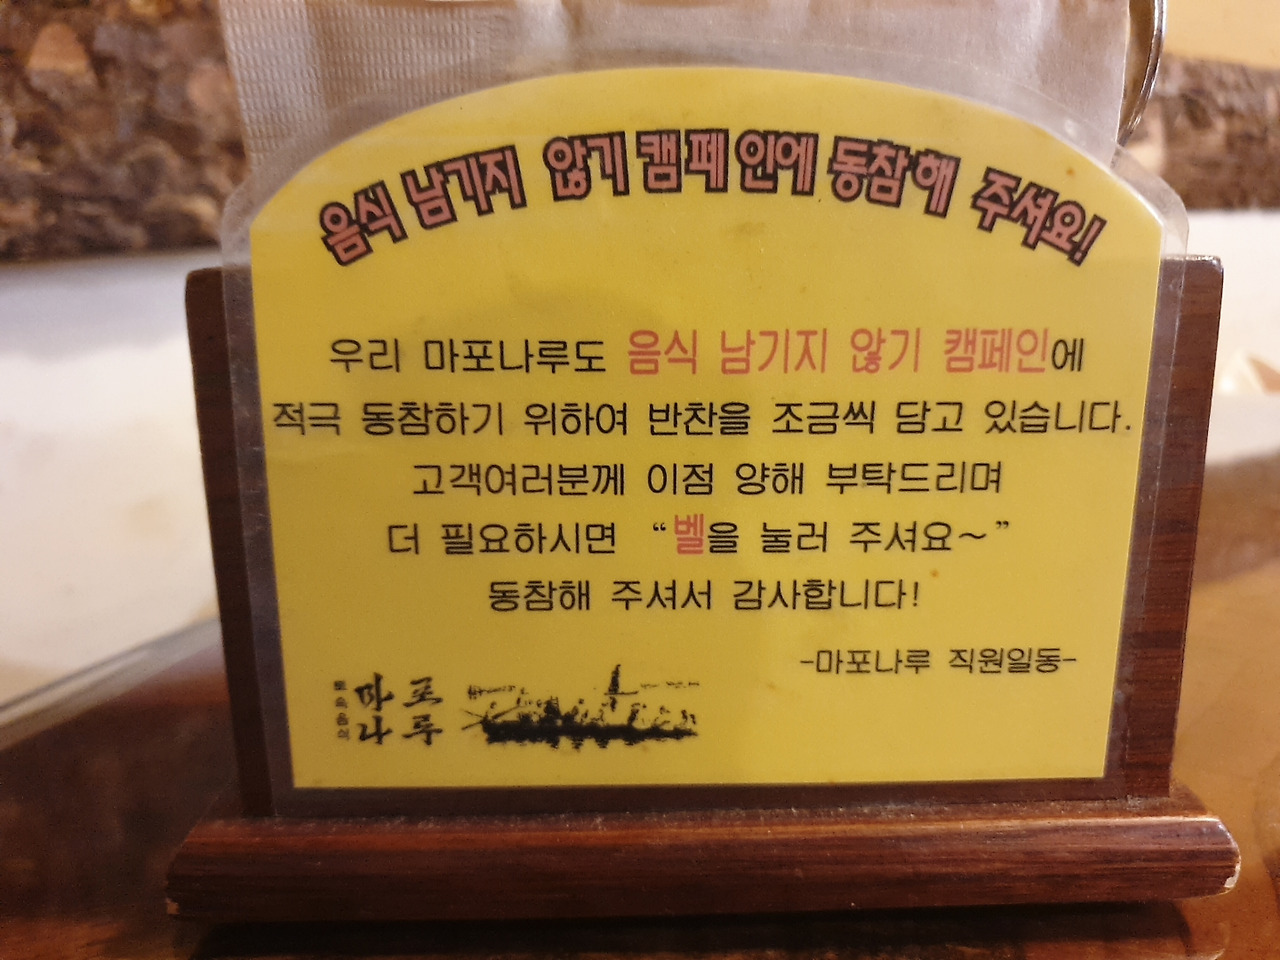 음식 남기지 않기 캠페인에 동참해 주셔요!
우리 마포나루도 음식 남기지 않기 캠페인에
적극 동참하기 위하여 반찬을 조금씩 담고 있습니다.
고객여러분께 이점 양해 부탁드리며
더 필요하시면 “벨을 눌러 주셔요~”
동참해 주셔서 감사합니다!
-마포나루 직원일동-
마포
나루